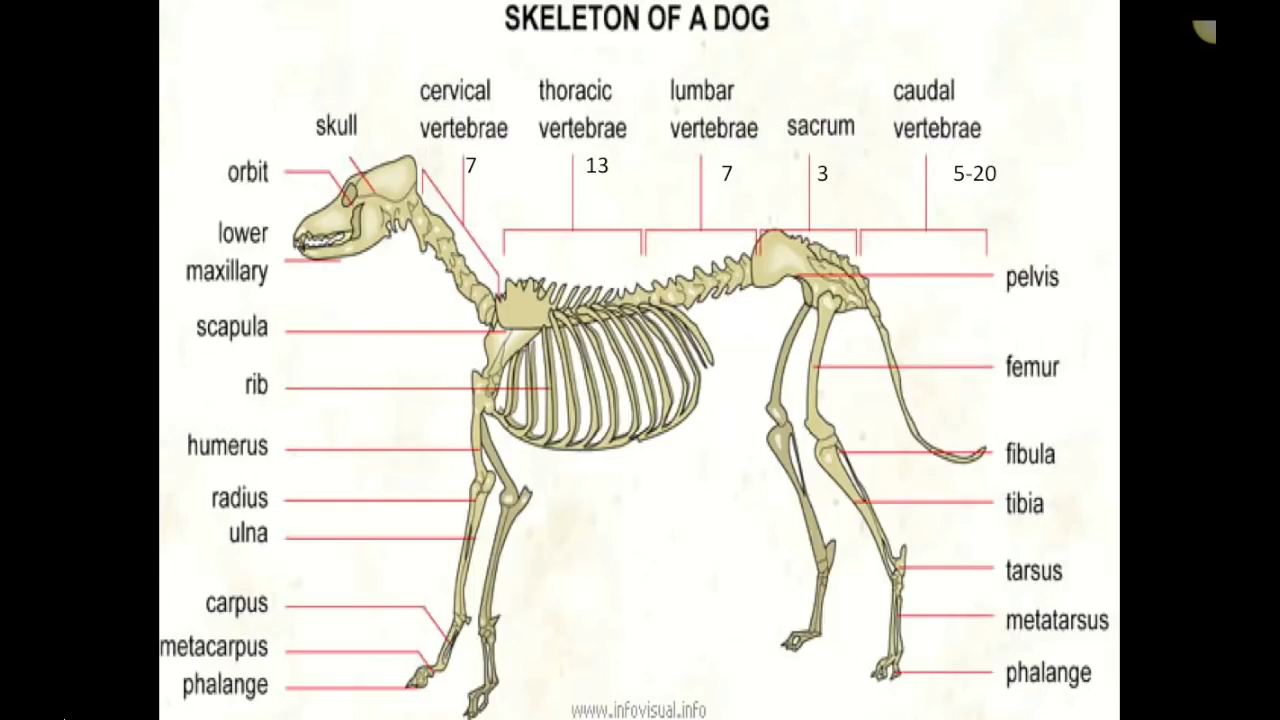 SKELETON OF A DOG
cervical
vertebrae
thoracic
vertebrae
lumbar
vertebrae
sacrum
caudal
vertebrae
7
13
7
3
5-20
skull
orbit
lower
maxillary
scapula
rib
humerus
radius
ulna
carpus
metacarpus
phalange
pelvis
femur
fibula
tibia
tarsus
metatarsus
phalange
www.infovisual.info